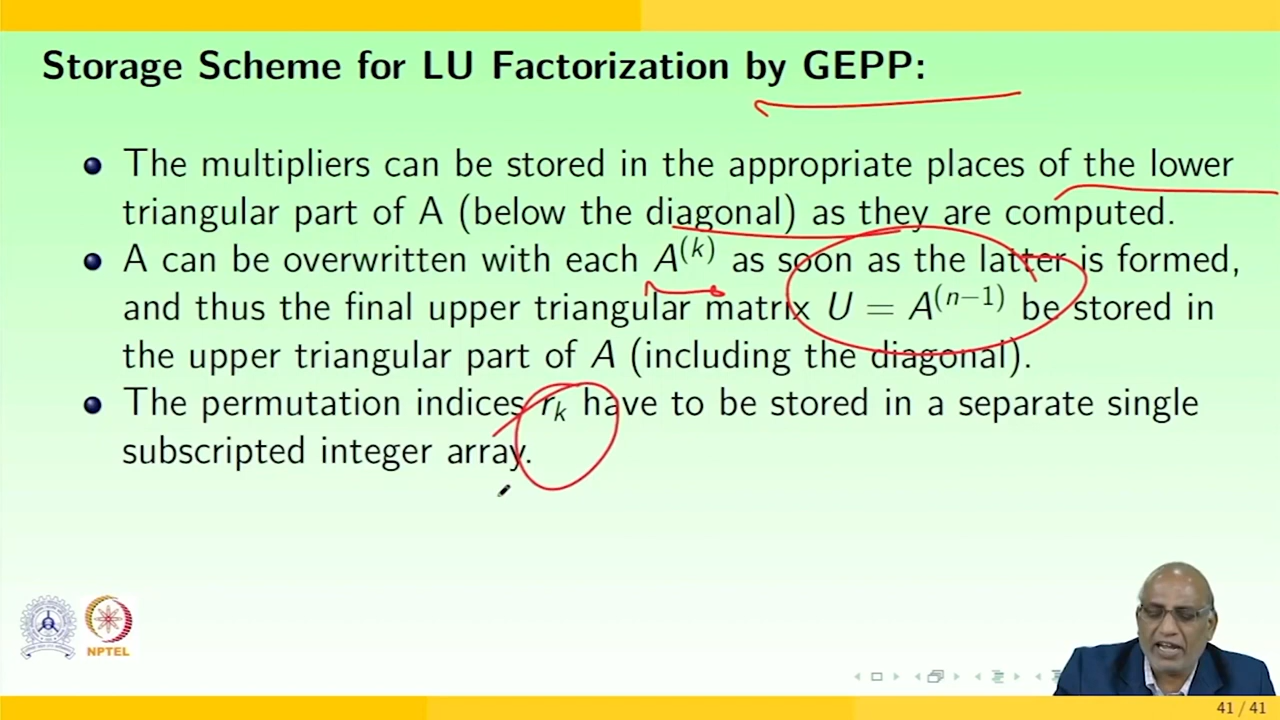 Storage Scheme for LU Factorization by GEPP:
The multipliers can be stored in the appropriate places of the lower
triangular part of A (below the diagonal) as they are computed.
A can be overwritten with each A^(k) as soon as the latter is formed,
and thus the final upper triangular matrix U = A^(n−1) be stored in
the upper triangular part of A (including the diagonal).
The permutation indices r_k have to be stored in a separate single
subscripted integer array.
NPTEL
41 / 41